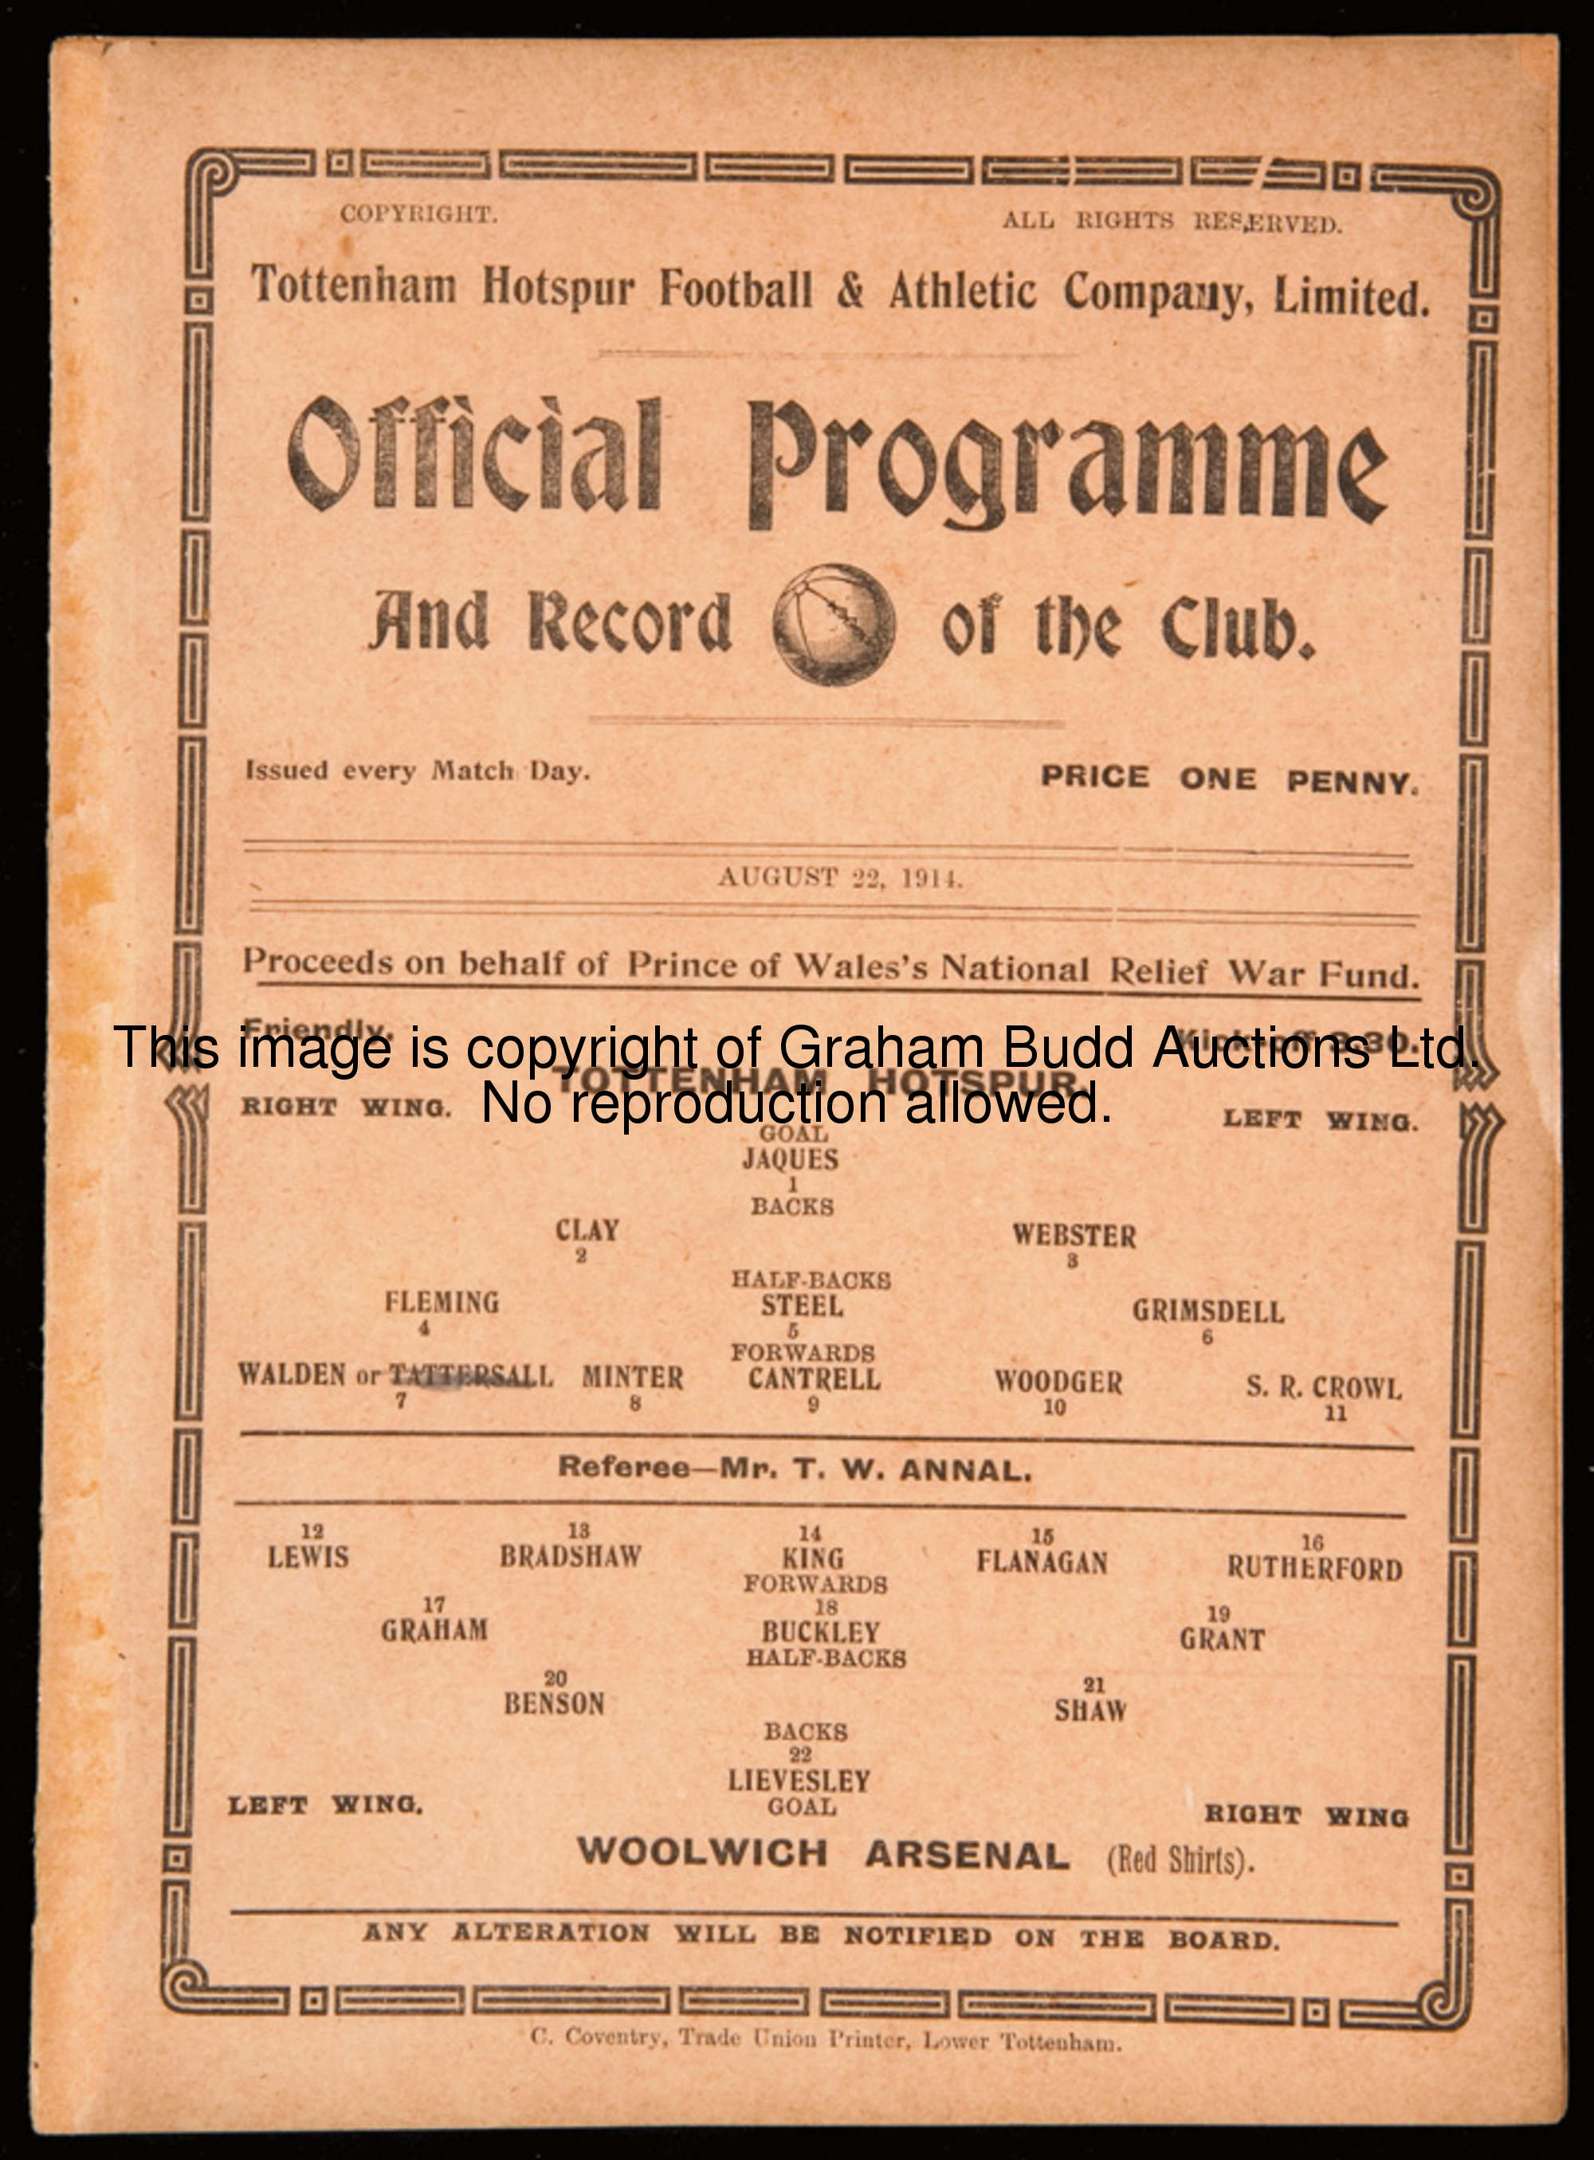 COPYRIGHT. ALL RIGHTS RESERVED.
Tottenham Hotspur Football & Athletic Company, Limited.
Official Programme
And Record of the Club.
Issued every Match Day. PRICE ONE PENNY.
AUGUST 22, 1914.
Proceeds on behalf of Prince of Wales's National Relief War Fund.
Friendly. Kick-off 3.30.
This image is copyright of Graham Budd Auctions Ltd.
TOTTENHAM HOTSPUR.
No reproduction allowed.
RIGHT WING. LEFT WING.
GOAL
JAQUES
1
BACKS
CLAY WEBSTER
2 3
HALF-BACKS
FLEMING STEEL GRIMSDELL
4 5 6
FORWARDS
WALDEN or TATTERSALL MINTER CANTRELL WOODGER S. R. CROWL
7 8 9 10 11
Referee—Mr. T. W. ANNAL.
12 13 14 15 16
LEWIS BRADSHAW KING FLANAGAN RUTHERFORD
FORWARDS
17 18 19
GRAHAM BUCKLEY GRANT
HALF-BACKS
20 21
BENSON SHAW
BACKS
22
LIEVESLEY
LEFT WING. GOAL RIGHT WING
WOOLWICH ARSENAL (Red Shirts).
ANY ALTERATION WILL BE NOTIFIED ON THE BOARD.
C. Coventry, Trade Union Printer, Lower Tottenham.